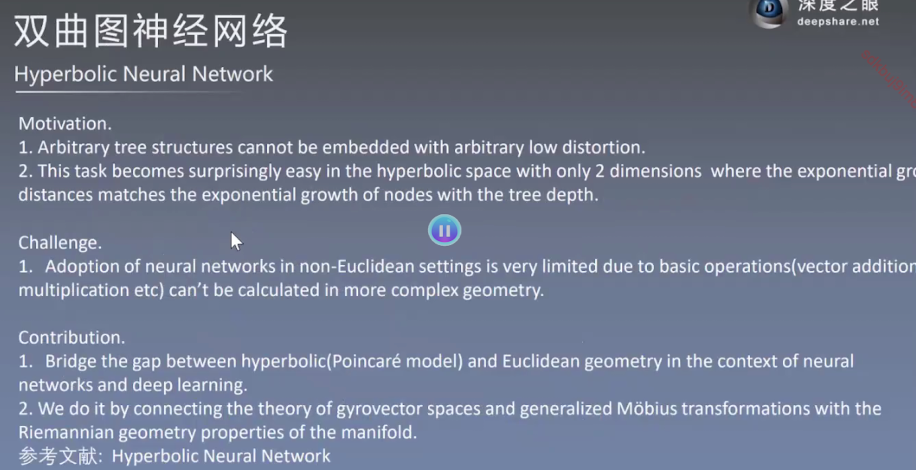 双曲图神经网络
深度之眼
deepshare.net
Hyperbolic Neural Network
Motivation.
1. Arbitrary tree structures cannot be embedded with arbitrary low distortion.
2. This task becomes surprisingly easy in the hyperbolic space with only 2 dimensions where the exponential
distances matches the exponential growth of nodes with the tree depth.
Challenge.
1. Adoption of neural networks in non-Euclidean settings is very limited due to basic operations(vector addition
multiplication etc) can't be calculated in more complex geometry.
Contribution.
1. Bridge the gap between hyperbolic(Poincaré model) and Euclidean geometry in the context of neural
networks and deep learning.
2. We do it by connecting the theory of gyrovector spaces and generalized Möbius transformations with the
Riemannian geometry properties of the manifold.
参考文献: Hyperbolic Neural Network